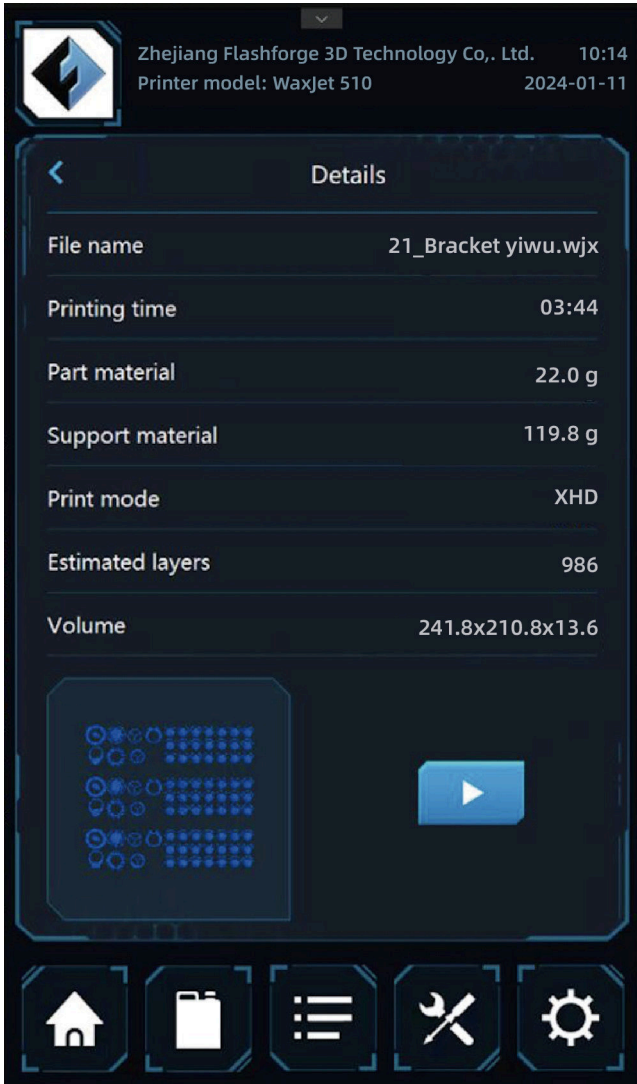 Zhejiang Flashforge 3D Technology Co,. Ltd. 10:14
Printer model: WaxJet 510 2024-01-11
Details
File name 21_Bracket yiwu.wjx
Printing time 03:44
Part material 22.0 g
Support material 119.8 g
Print mode XHD
Estimated layers 986
Volume 241.8x210.8x13.6